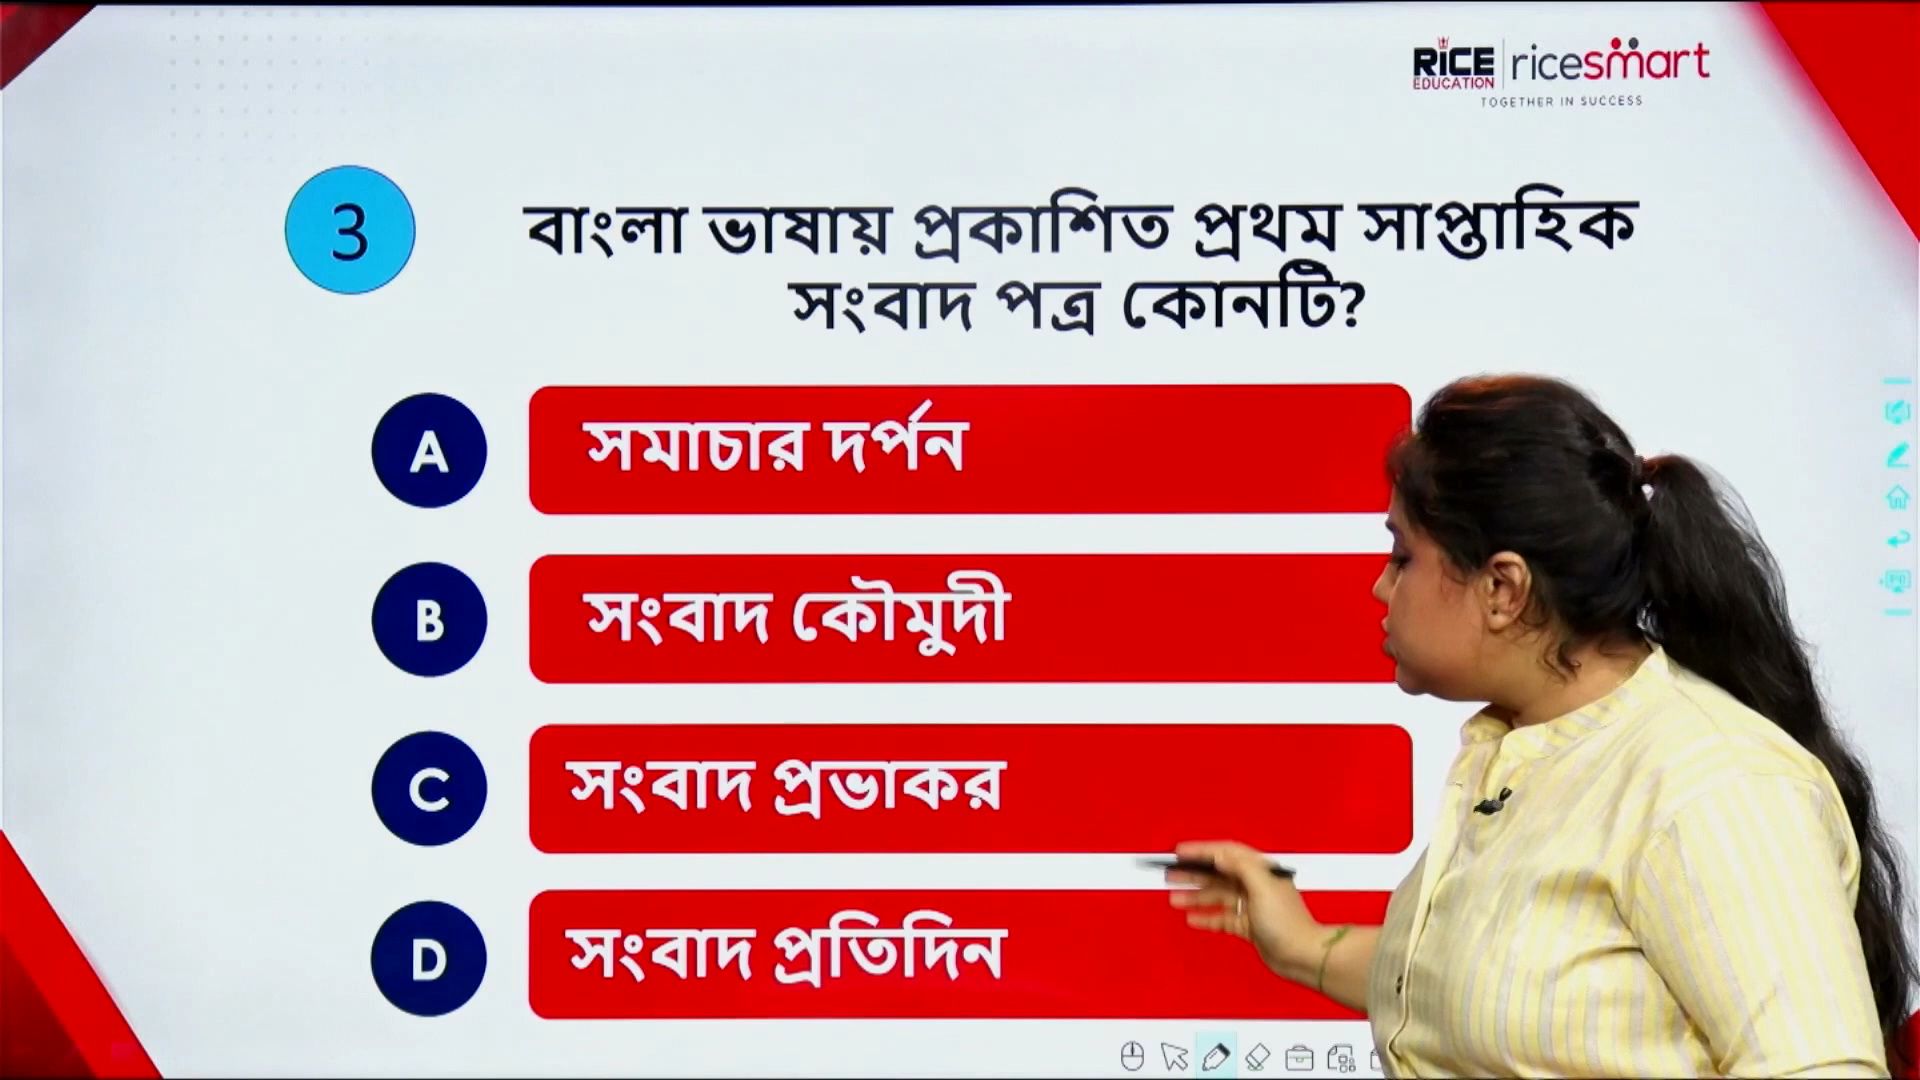 RICE
EDUCATION
ricesmart
TOGETHER IN SUCCESS
3
বাংলা ভাষায় প্রকাশিত প্রথম সাপ্তাহিক
সংবাদ পত্র কোনটি?
A
সমাচার দর্পন
B
সংবাদ কৌমুদী
C
সংবাদ প্রভাকর
D
সংবাদ প্রতিদিন